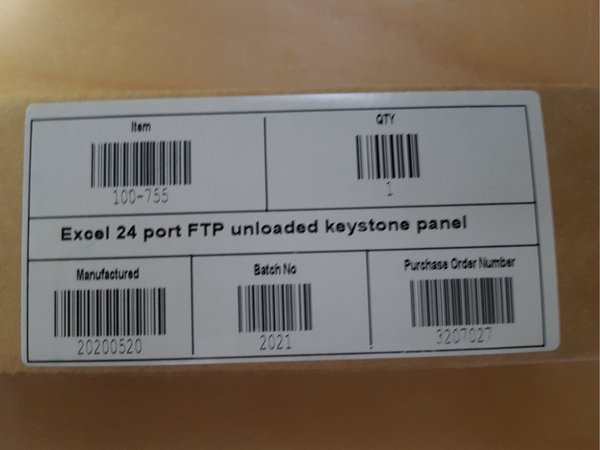 Item
QTY
100-755
1
Excel 24 port FTP unloaded keystone panel
Manufactured
Batch No
Purchase Order Number
20200520
2021
3207027